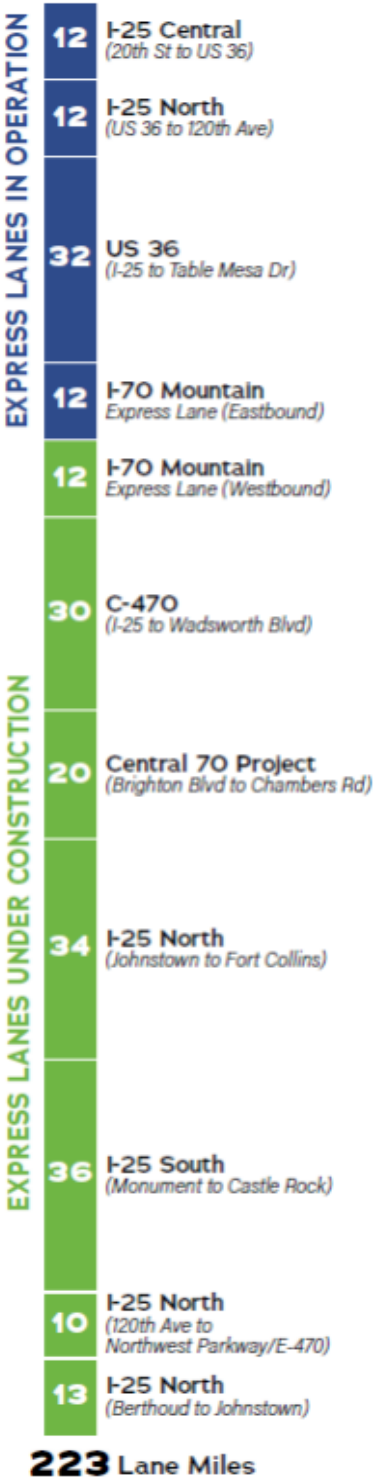 EXPRESS LANES IN OPERATION
12 I-25 Central
(20th St to US 36)
12 I-25 North
(US 36 to 120th Ave)
32 US 36
(I-25 to Table Mesa Dr)
12 I-70 Mountain
Express Lane (Eastbound)
EXPRESS LANES UNDER CONSTRUCTION
12 I-70 Mountain
Express Lane (Westbound)
30 C-470
(I-25 to Wadsworth Blvd)
20 Central 70 Project
(Brighton Blvd to Chambers Rd)
34 I-25 North
(Johnstown to Fort Collins)
36 I-25 South
(Monument to Castle Rock)
10 I-25 North
(120th Ave to
Northwest Parkway/E-470)
13 I-25 North
(Berthoud to Johnstown)
223 Lane Miles